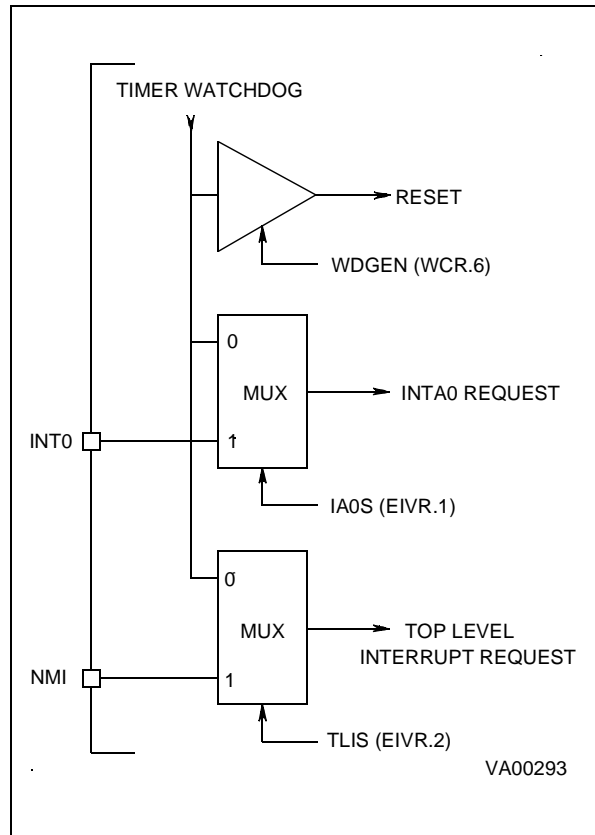 TIMER WATCHDOG
RESET
WDGEN (WCR.6)
0
MUX
INTA0 REQUEST
INT0
1
IA0S (EIVR.1)
0
MUX
TOP LEVEL
INTERRUPT REQUEST
NMI
1
TLIS (EIVR.2)
VA00293